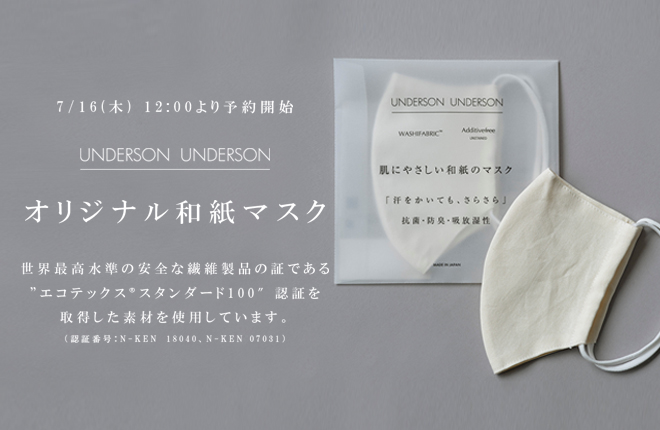 7/16(木) 12:00より予約開始
UNDERSON UNDERSON
オリジナル和紙マスク
世界最高水準の安全な繊維製品の証である
”エコテックス®スタンダード100″ 認証を
取得した素材を使用しています。
(認証番号:N-KEN 18040、N-KEN 07031)
UNDERSON UNDERSON
WASHIFABRIC™
Additivefree
UNITIKA
肌にやさしい和紙のマスク
「汗をかいても、さらさら」
抗菌・防臭・吸放湿性
MADE IN JAPAN